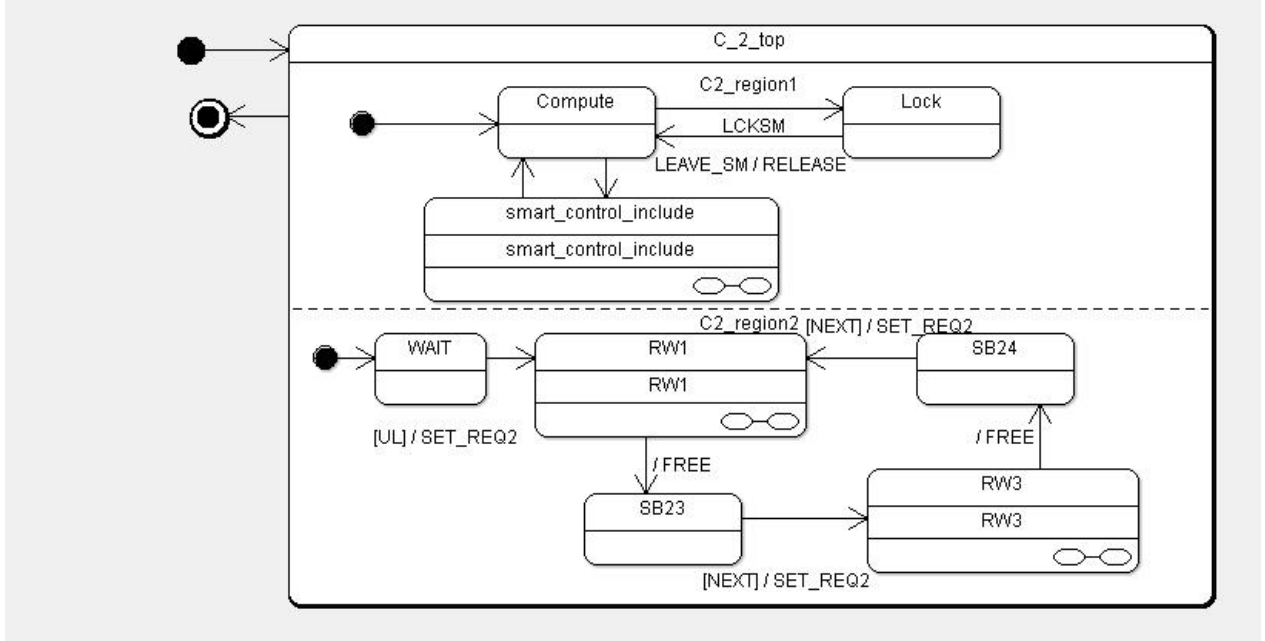 C_2_top
C2_region1
Compute
Lock
LCKSM
LEAVE_SM / RELEASE
smart_control_include
smart_control_include
C2_region2
[NEXT] / SET_REQ2
WAIT
RW1
SB24
RW1
[UL] / SET_REQ2
/ FREE
/ FREE
RW3
SB23
RW3
[NEXT] / SET_REQ2